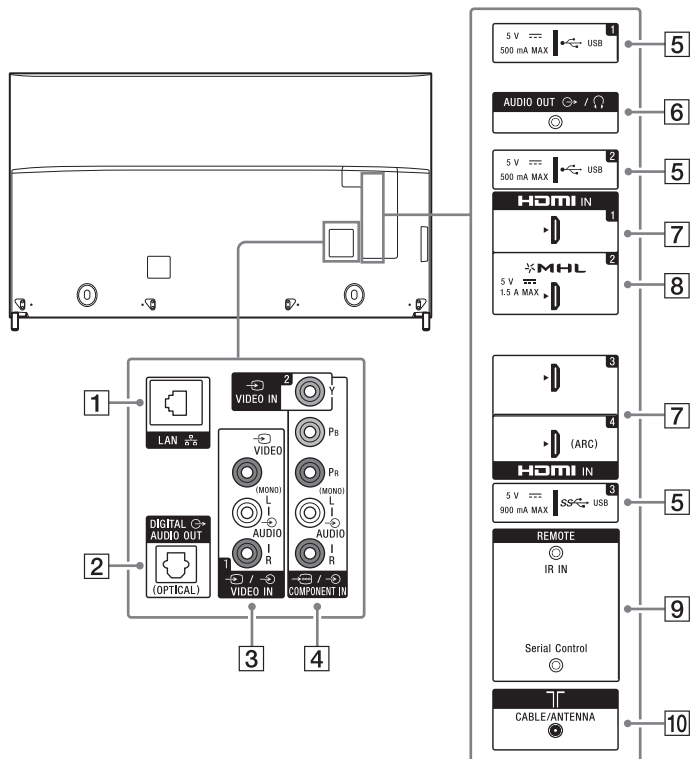 1
5 V
500 mA MAX
USB
5
AUDIO OUT
/
6
2
5 V
500 mA MAX
USB
5
HDMI IN
1
7
2
MHL
5 V
1.5 A MAX
8
3
7
4
(ARC)
HDMI IN
3
5 V
900 mA MAX
SS
USB
5
REMOTE
IR IN
9
Serial Control
CABLE/ANTENNA
10
1
LAN
2
VIDEO IN
Y
PB
PR
VIDEO
(MONO)
L
AUDIO
R
(MONO)
L
AUDIO
R
DIGITAL
AUDIO OUT
2
(OPTICAL)
1
/
VIDEO IN
/
COMPONENT IN
3
4